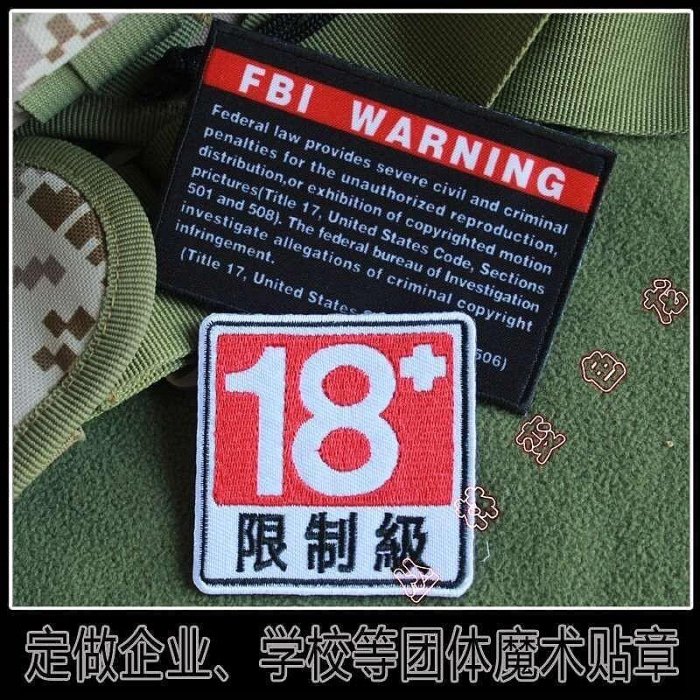 FBI WARNING
Federal law provides severe civil and criminal
penalties for the unauthorized reproduction,
distribution,or exhibition of copyrighted motion
prictures(Title 17, United States Code, Sections
501 and 508). The federal bureau of Investigation
investigate allegations of criminal copyright
infringement.
(Title 17, United States
506)
18+
限制級
定做企业、学校等团体魔术贴章